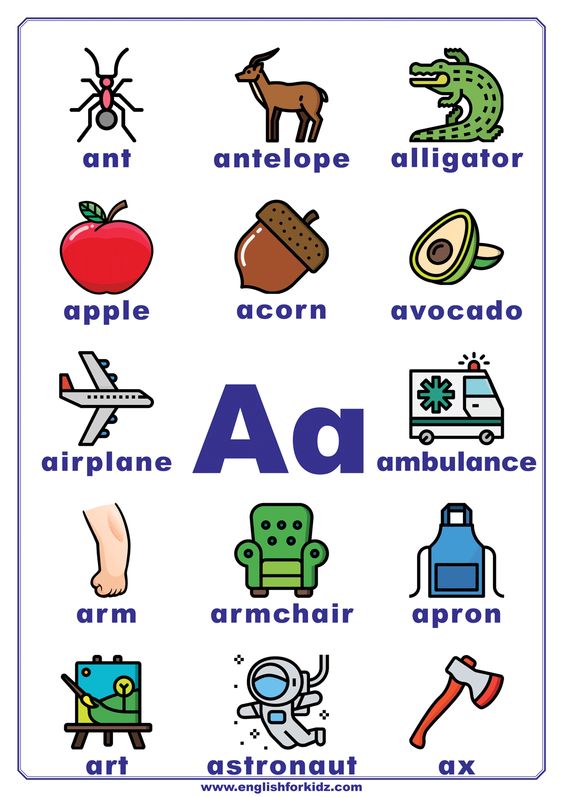 ant antelope alligator
apple acorn avocado
airplane Aa ambulance
arm armchair apron
art astronaut ax
www.englishforkidz.com